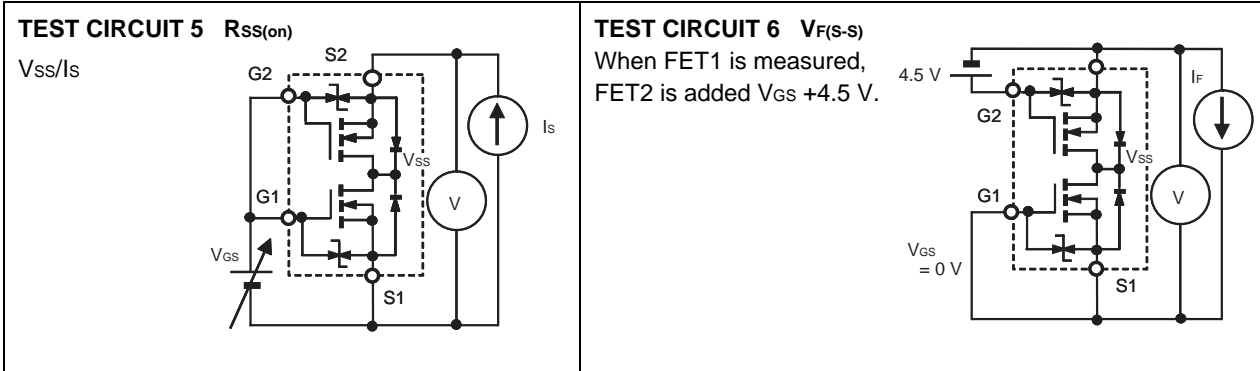 TEST CIRCUIT 5 RSS(on)
VSS/IS
S2
G2
IS
VSS
G1
V
VGS
S1
TEST CIRCUIT 6 VF(S-S)
When FET1 is measured,
FET2 is added VGS +4.5 V.
4.5 V
IF
G2
VSS
G1
V
VGS
= 0 V
S1